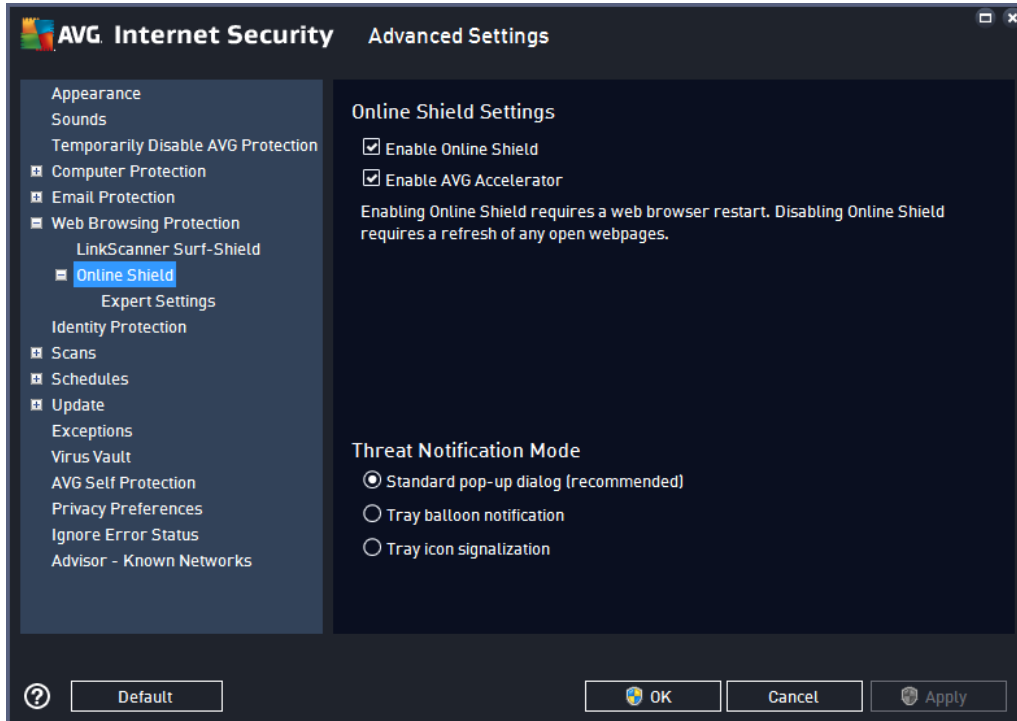 AVG. Internet Security Advanced Settings
Appearance
Sounds
Temporarily Disable AVG Protection
Computer Protection
Email Protection
Web Browsing Protection
LinkScanner Surf-Shield
Online Shield
Expert Settings
Identity Protection
Scans
Schedules
Update
Exceptions
Virus Vault
AVG Self Protection
Privacy Preferences
Ignore Error Status
Advisor - Known Networks
Online Shield Settings
Enable Online Shield
Enable AVG Accelerator
Enabling Online Shield requires a web browser restart. Disabling Online Shield
requires a refresh of any open webpages.
Threat Notification Mode
Standard pop-up dialog (recommended)
Tray balloon notification
Tray icon signalization
? Default OK Cancel Apply